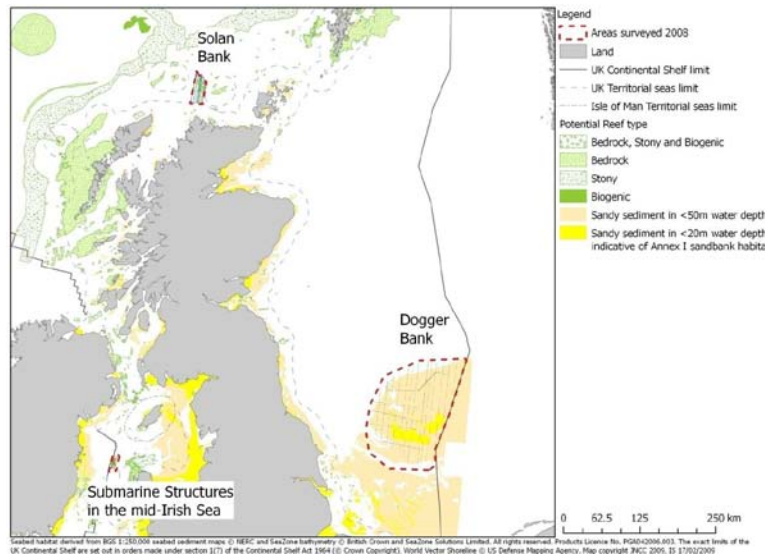 Solan
Bank
Dogger
Bank
Submarine Structures
in the mid-Irish Sea
Legend
Areas surveyed 2008
Land
UK Continental Shelf limit
UK Territorial seas limit
Isle of Man Territorial seas limit
Potential Reef type
Bedrock, Stony and Biogenic
Bedrock
Stony
Biogenic
Sandy sediment in <50m water depth
Sandy sediment in <20m water depth
indicative of Annex I sandbank habita
0 62.5 125 250 km
Seabed habitat derived from BGS 1:250,000 seabed sediment maps © NERC and SeaZone bathymetry © British Crown and SeaZone Solutions Limited. All rights reserved. Products Licence No. PGA042006.003. The exact limits of the
UK Continental Shelf are set out in orders made under section 1(7) of the Continental Shelf Act 1964 (© Crown Copyright). World Vector Shoreline © US Defense Mapping Agency. Map copyright JNCC 2009. IS 17/02/2009